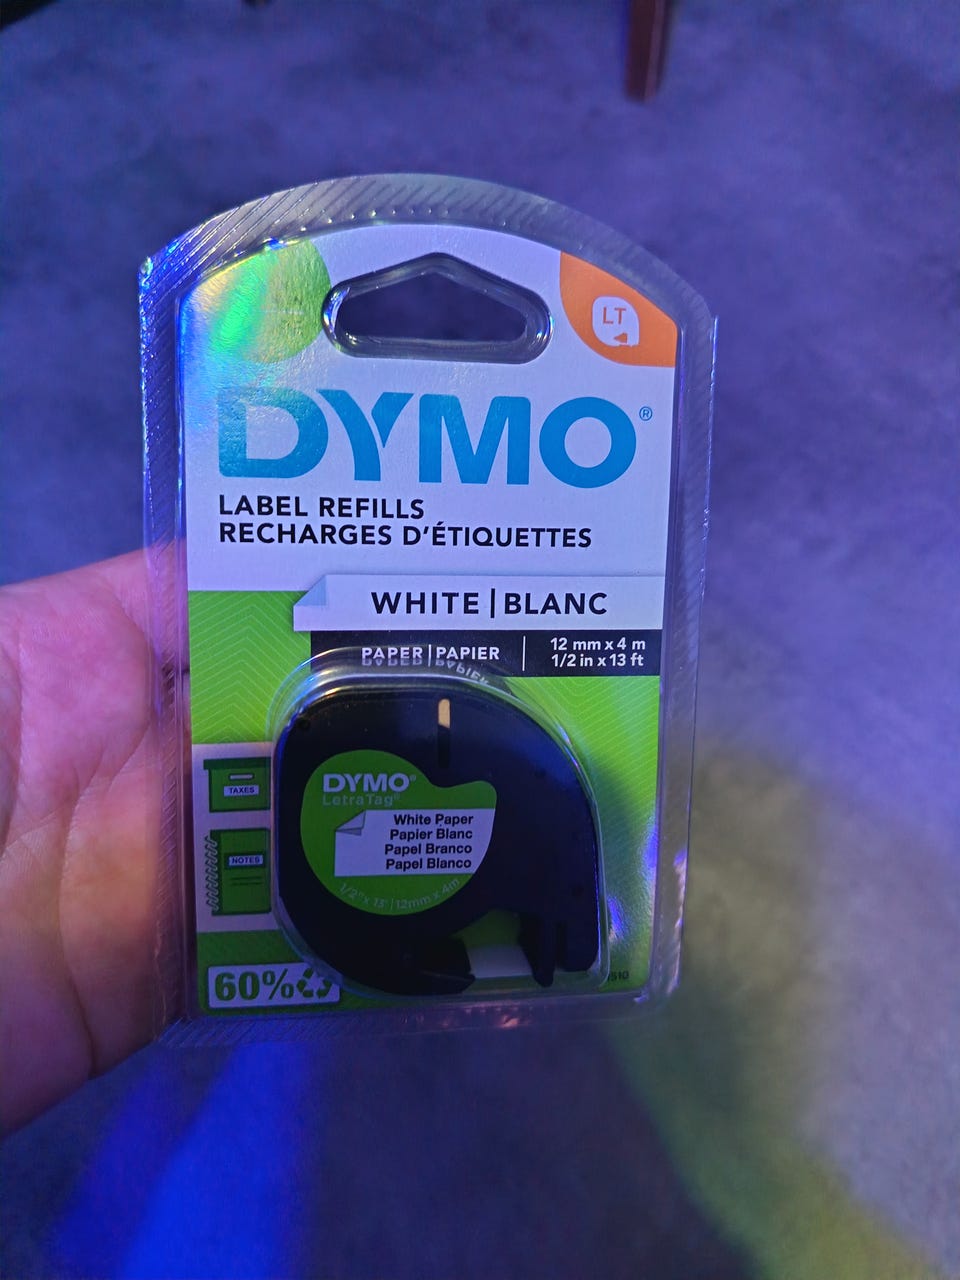 LT
DYMO®
LABEL REFILLS
RECHARGES D'ÉTIQUETTES
WHITE | BLANC
PAPER | PAPIER
12 mm x 4 m
1/2 in x 13 ft
DYMO®
LetraTag®
White Paper
Papier Blanc
Papel Branco
Papel Blanco
1/2" x 13' | 12mm x 4m
TAXES
NOTES
60%